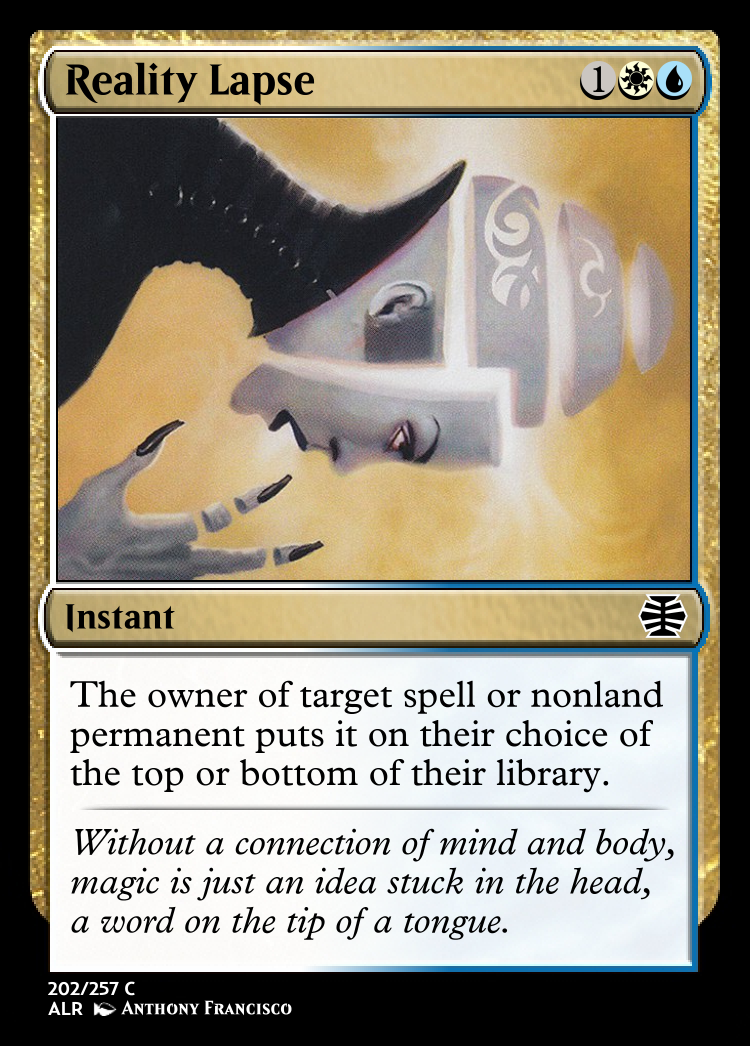 Reality Lapse 1
Instant
The owner of target spell or nonland
permanent puts it on their choice of
the top or bottom of their library.
Without a connection of mind and body,
magic is just an idea stuck in the head,
a word on the tip of a tongue.
202/257 C
ALR Anthony Francisco